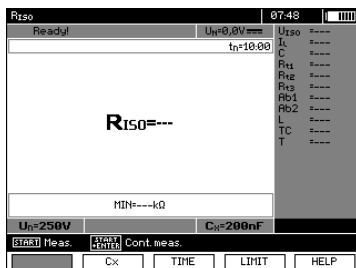 RISO 07:48
Ready! UN=0,0V
tn=10:00
RISO=---
MIN=---kΩ
Un=250V CX=200nF
UISO =---
IL =---
C =---
Rt1 =---
Rt2 =---
Rt3 =---
Ab1 =---
Ab2 =---
L =---
TC =---
T =---
START Meas. START +ENTER Cont. meas.
Cx TIME LIMIT HELP